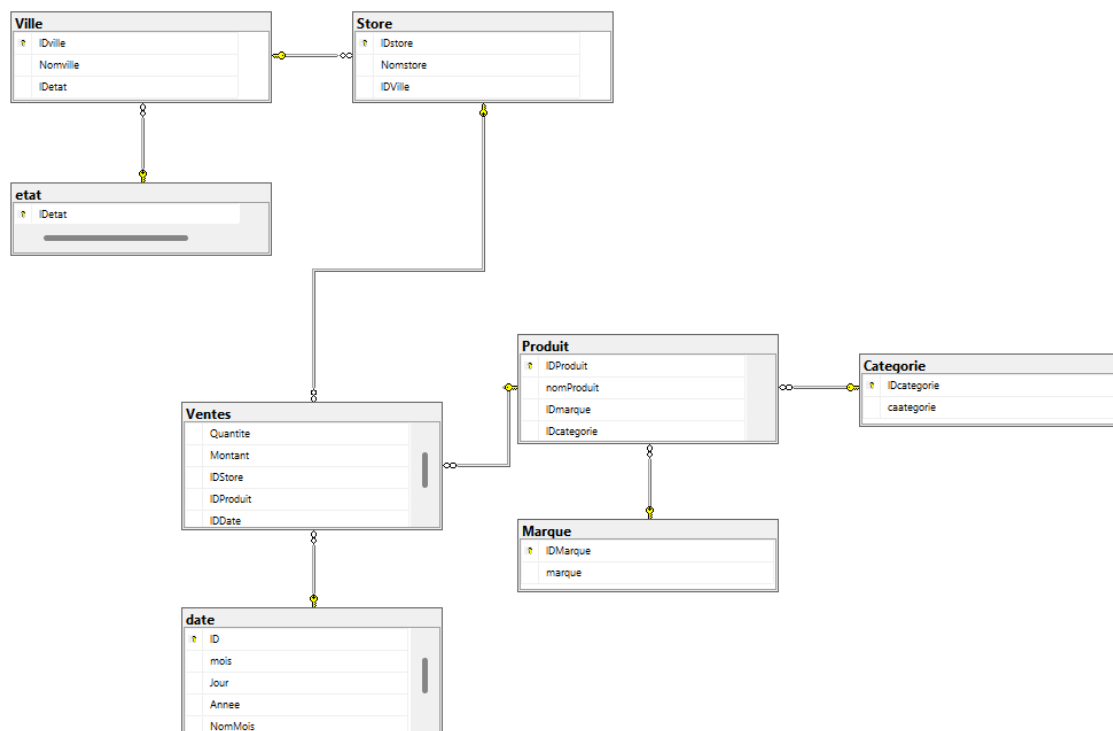 Ville
IDville
Nomville
IDetat
Store
IDstore
Nomstore
IDVille
etat
IDetat
Produit
IDProduit
nomProduit
IDmarque
IDcategorie
Categorie
IDcategorie
caategorie
Ventes
Quantite
Montant
IDStore
IDProduit
IDDate
Marque
IDMarque
marque
date
ID
mois
Jour
Annee
NomMois